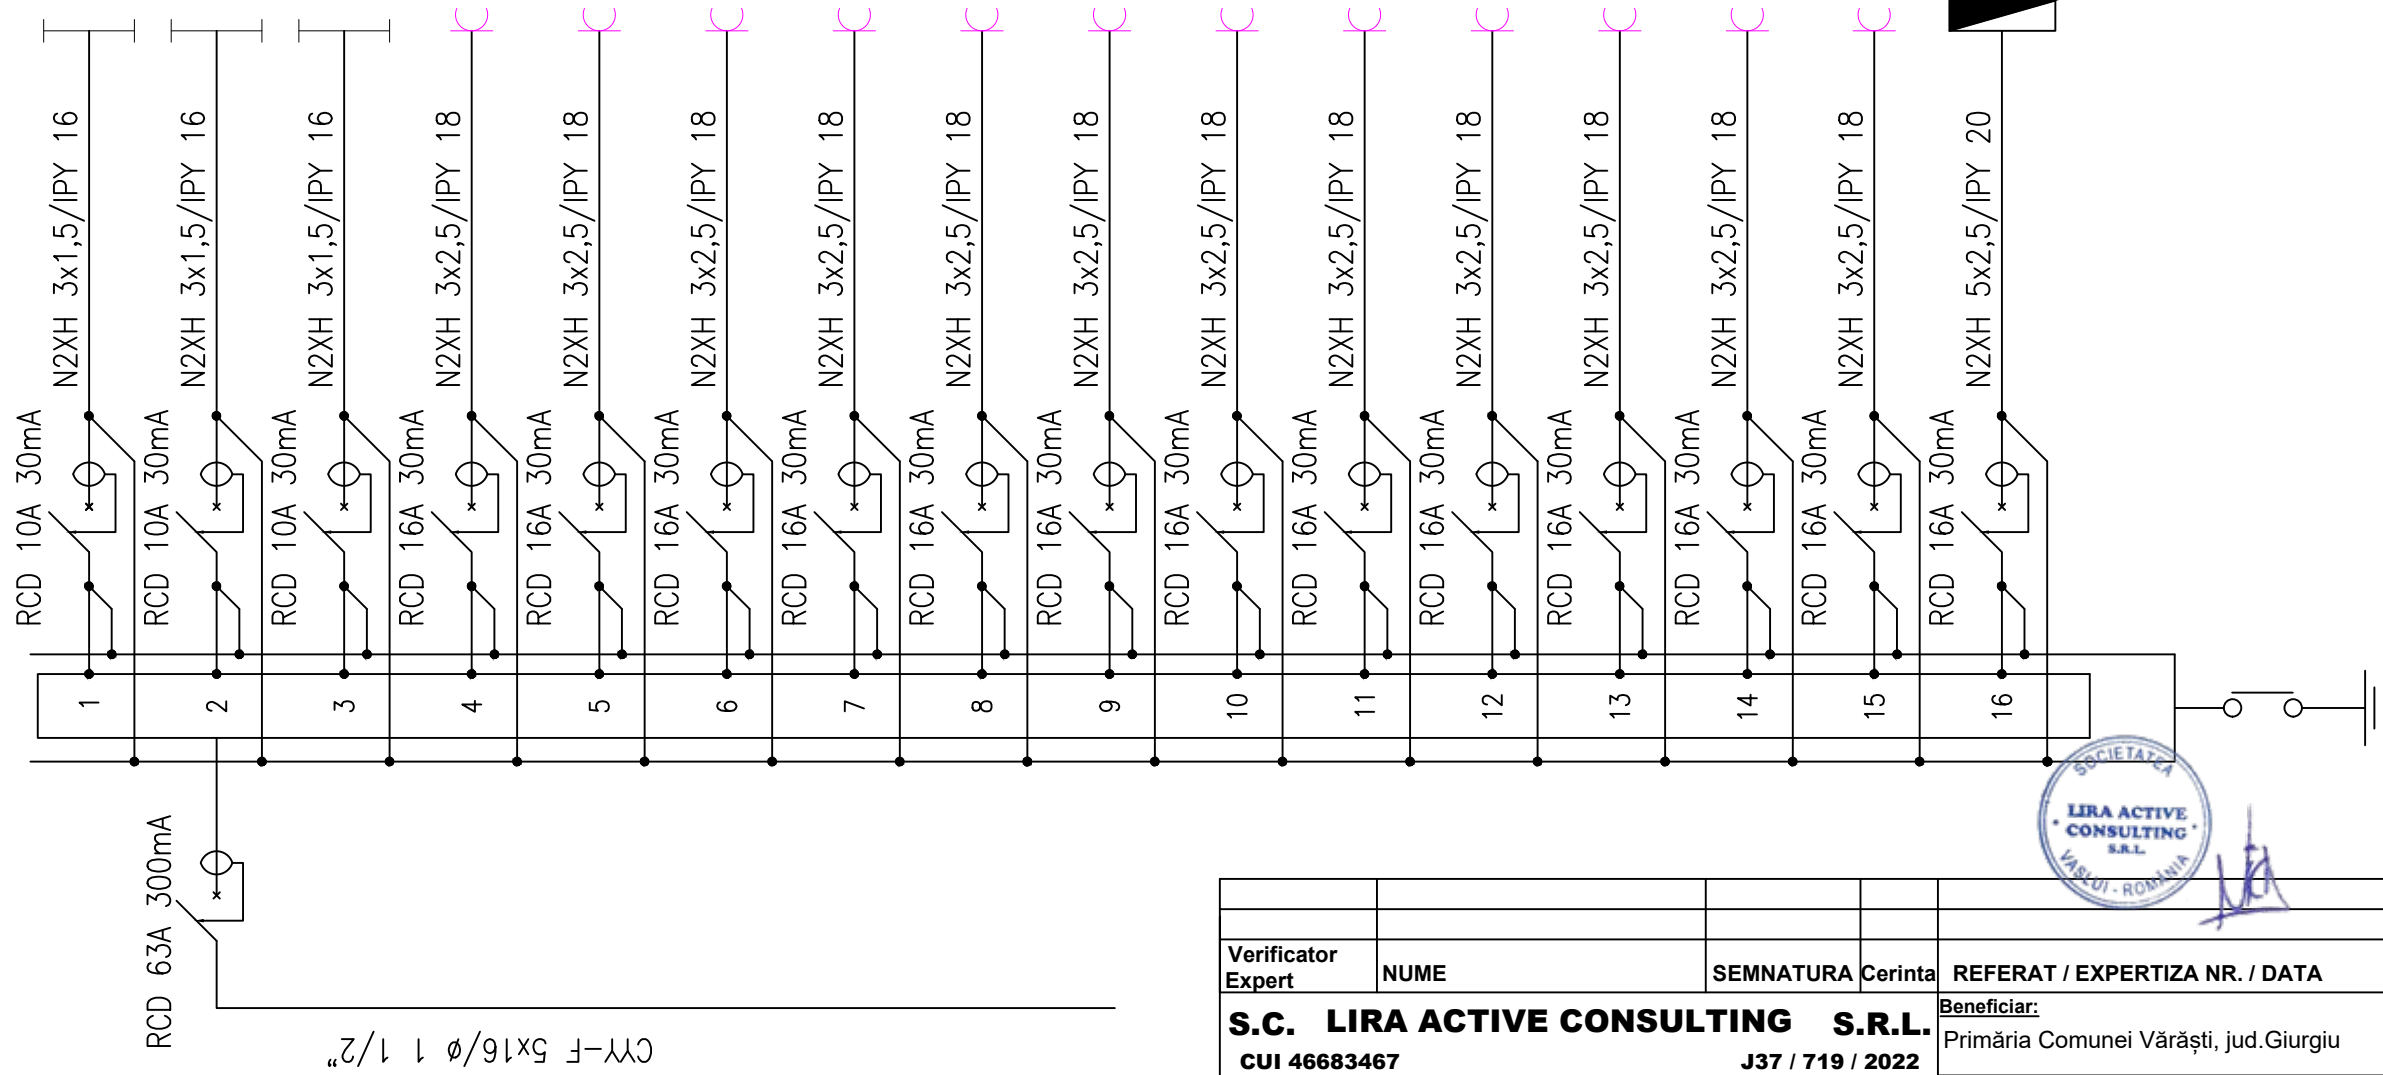 N2XH 3x1,5/IPY 16
N2XH 3x1,5/IPY 16
N2XH 3x1,5/IPY 16
N2XH 3x2,5/IPY 18
N2XH 3x2,5/IPY 18
N2XH 3x2,5/IPY 18
N2XH 3x2,5/IPY 18
N2XH 3x2,5/IPY 18
N2XH 3x2,5/IPY 18
N2XH 3x2,5/IPY 18
N2XH 3x2,5/IPY 18
N2XH 3x2,5/IPY 18
N2XH 3x2,5/IPY 18
N2XH 3x2,5/IPY 18
N2XH 3x2,5/IPY 18
N2XH 5x2,5/IPY 20
RCD 10A 30mA
RCD 10A 30mA
RCD 10A 30mA
RCD 16A 30mA
RCD 16A 30mA
RCD 16A 30mA
RCD 16A 30mA
RCD 16A 30mA
RCD 16A 30mA
RCD 16A 30mA
RCD 16A 30mA
RCD 16A 30mA
RCD 16A 30mA
RCD 16A 30mA
RCD 16A 30mA
RCD 16A 30mA
1
2
3
4
5
6
7
8
9
10
11
12
13
14
15
16
RCD 63A 300mA
CYY-F 5x16/ø 1 1/2"
SOCIETATEA
LIRA ACTIVE
CONSULTING
S.R.L.
VASLUI - ROMÂNIA
Verificator
Expert
NUME
SEMNATURA
Cerinta
REFERAT / EXPERTIZA NR. / DATA
S.C. LIRA ACTIVE CONSULTING S.R.L.
CUI 46683467
J37 / 719 / 2022
Beneficiar:
Primăria Comunei Vărăști, jud.Giurgiu